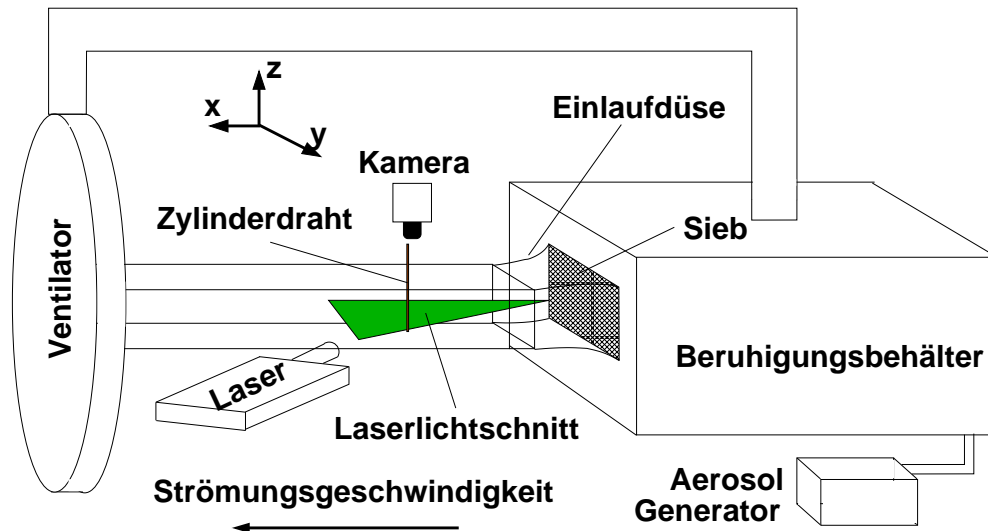 z
x
y
Einlaufdüse
Kamera
Zylinderdraht
Sieb
Ventilator
Beruhigungsbehälter
Laser
Laserlichtschnitt
Aerosol
Generator
Strömungsgeschwindigkeit